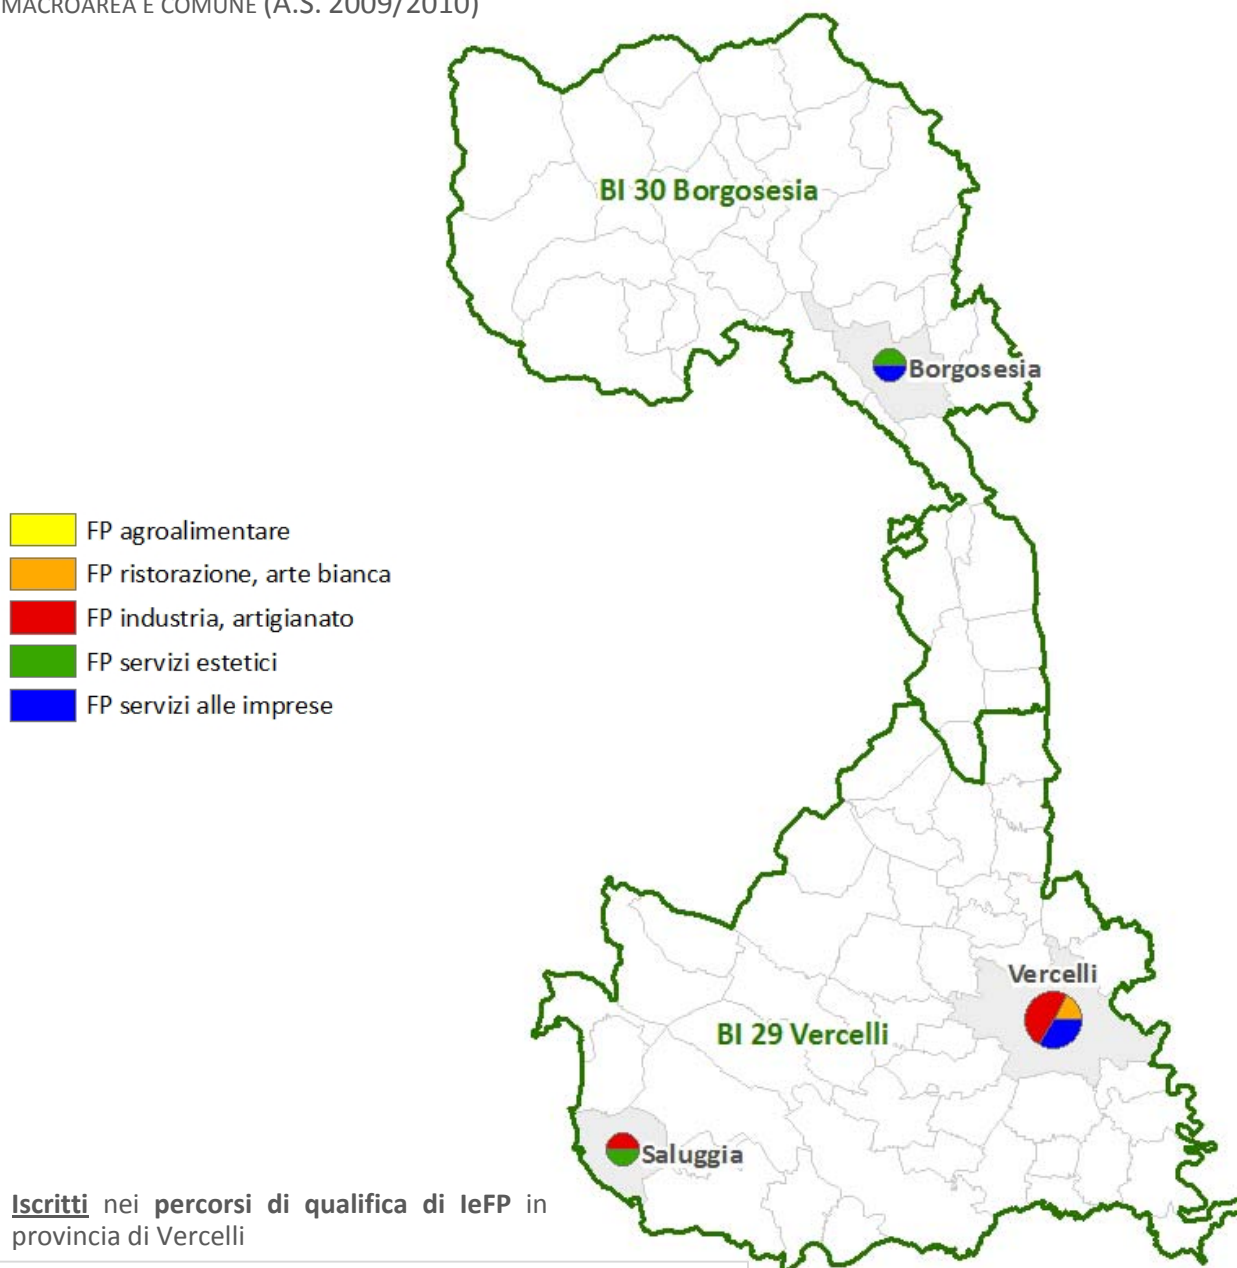 MACROAREA E COMUNE (A.S. 2009/2010)
BI 30 Borgosesia
Borgosesia
FP agroalimentare
FP ristorazione, arte bianca
FP industria, artigianato
FP servizi estetici
FP servizi alle imprese
Vercelli
BI 29 Vercelli
Saluggia
Iscritti nei percorsi di qualifica di IeFP in
provincia di Vercelli